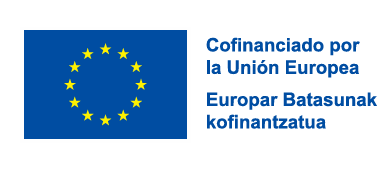 Cofinanciado por
la Unión Europea
Europar Batasunak
kofinantzatua